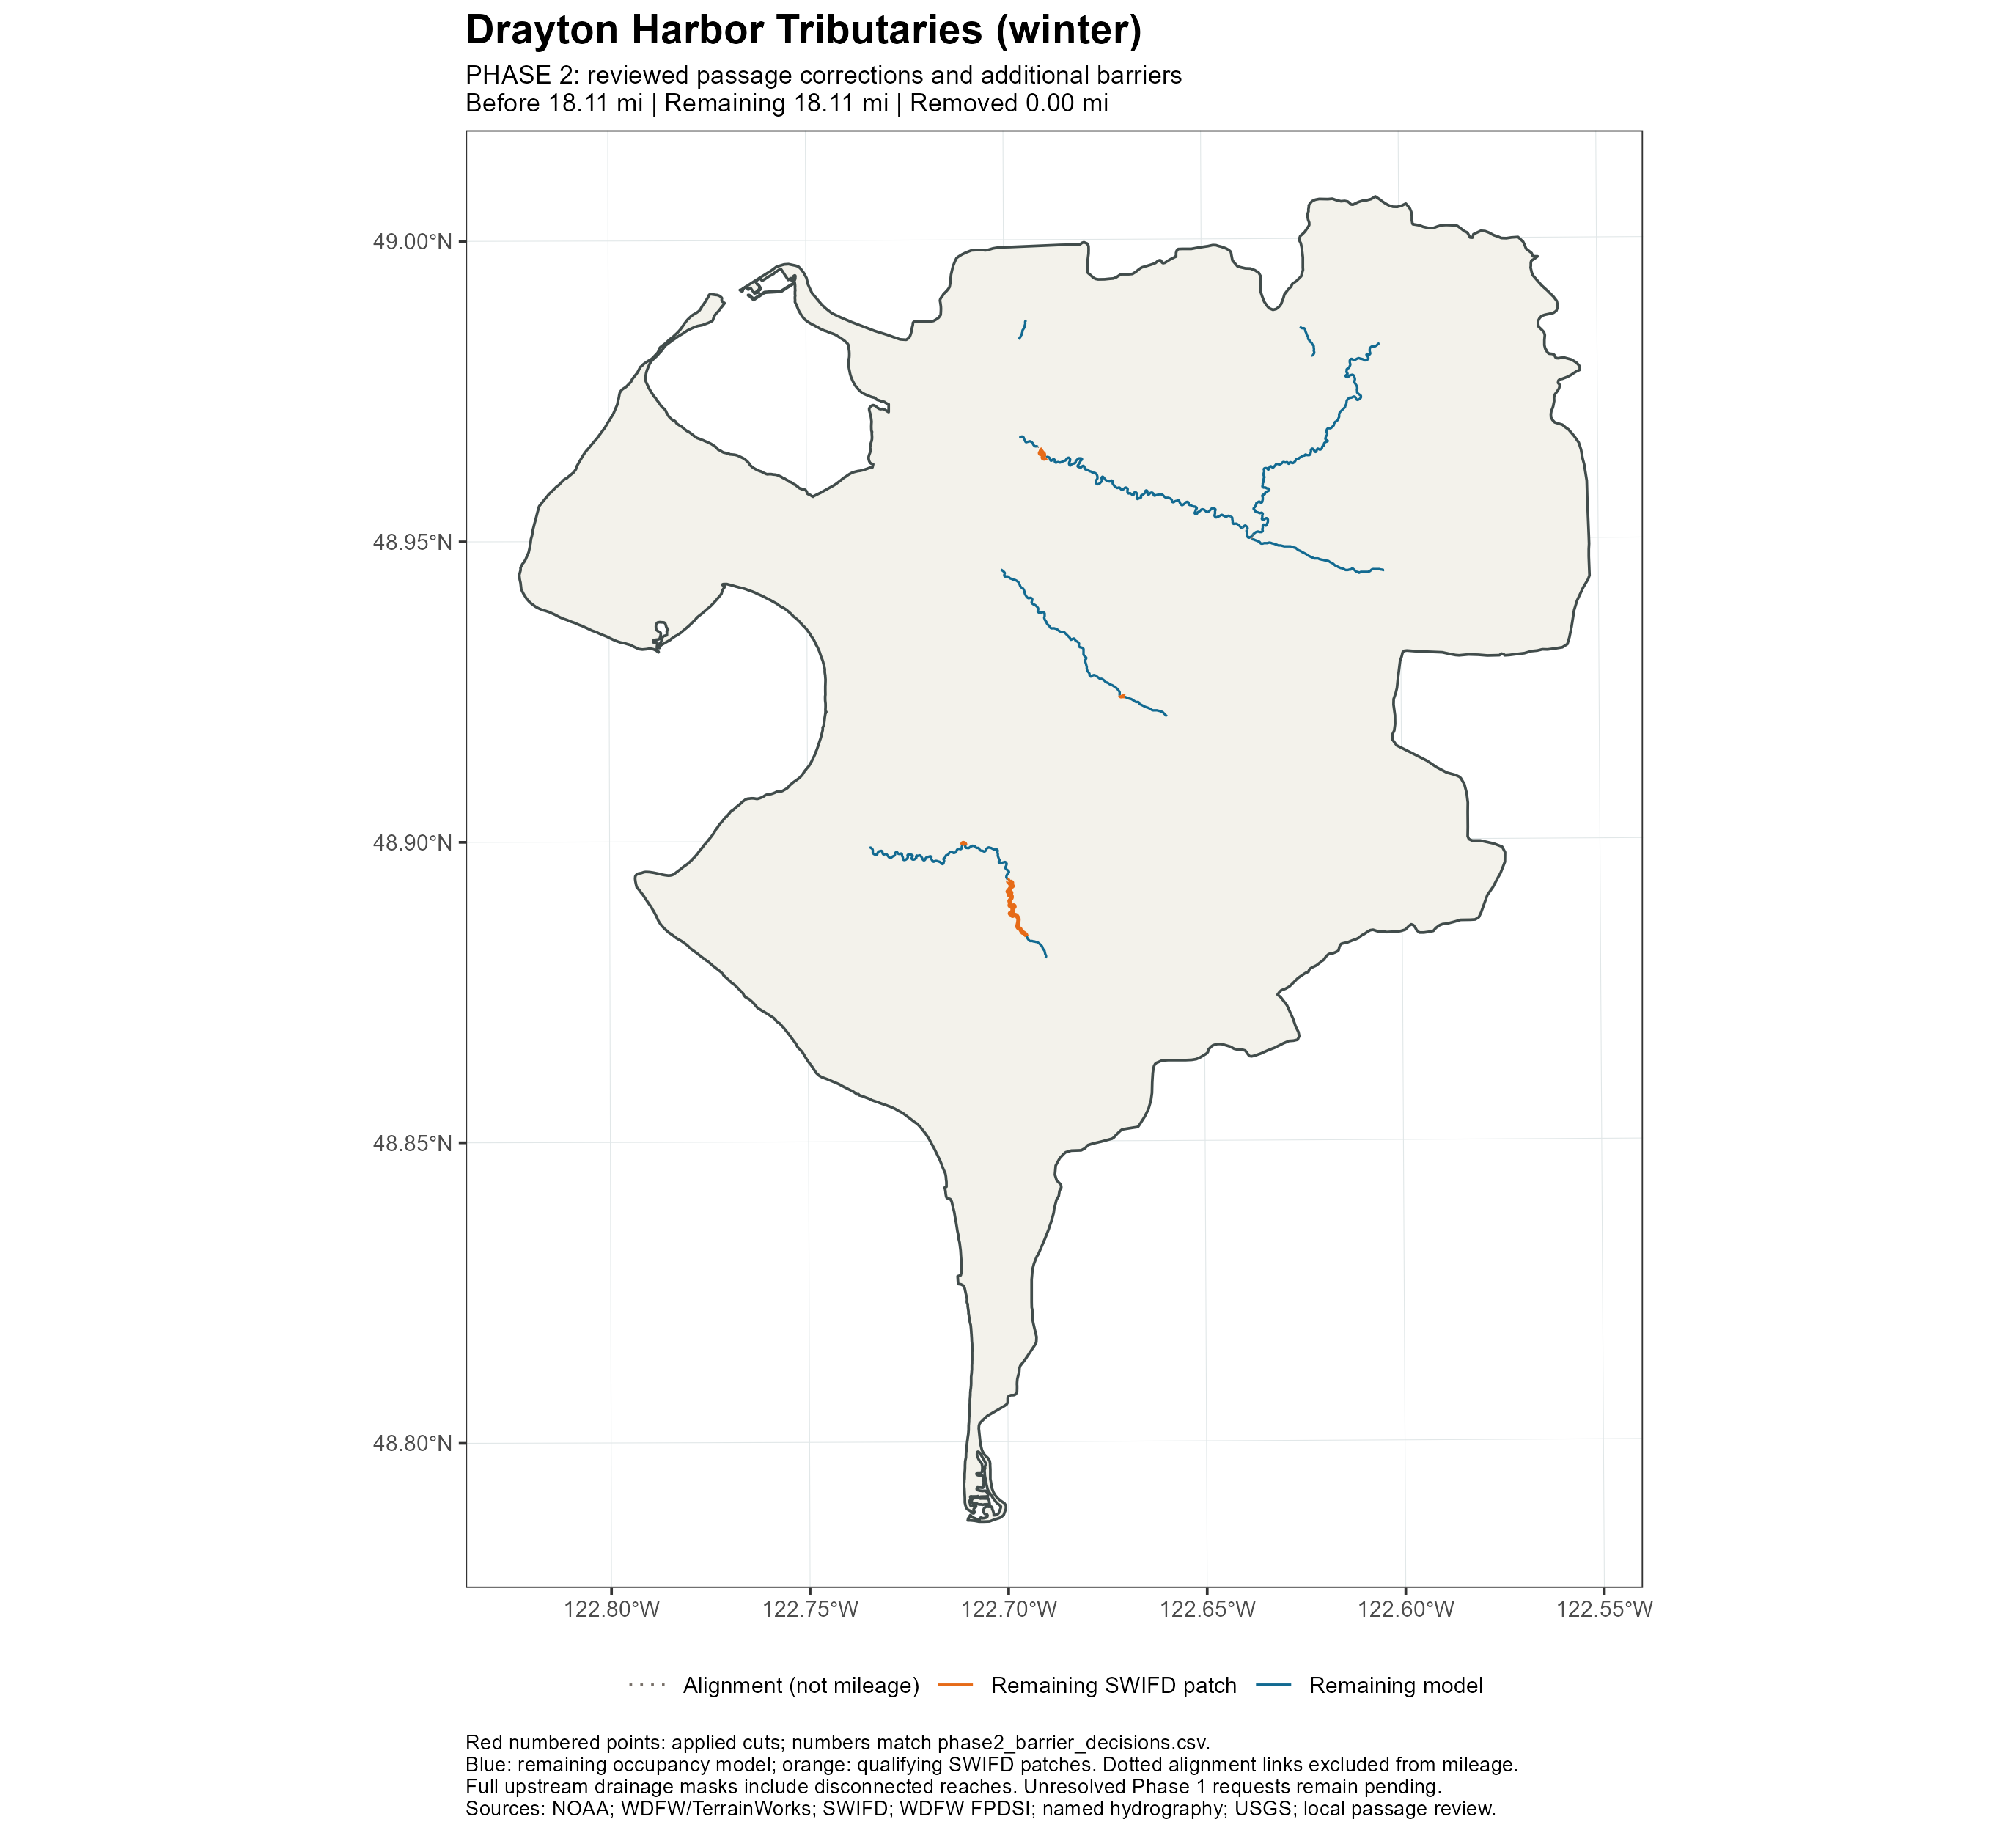 Drayton Harbor Tributaries (winter)
PHASE 2: reviewed passage corrections and additional barriers
Before 18.11 mi | Remaining 18.11 mi | Removed 0.00 mi
49.00°N
48.95°N
48.90°N
48.85°N
48.80°N
122.80°W
122.75°W
122.70°W
122.65°W
122.60°W
122.55°W
Alignment (not mileage)
Remaining SWIFD patch
Remaining model
Red numbered points: applied cuts; numbers match phase2_barrier_decisions.csv.
Blue: remaining occupancy model; orange: qualifying SWIFD patches. Dotted alignment links excluded from mileage.
Full upstream drainage masks include disconnected reaches. Unresolved Phase 1 requests remain pending.
Sources: NOAA; WDFW/TerrainWorks; SWIFD; WDFW FPDSI; named hydrography; USGS; local passage review.